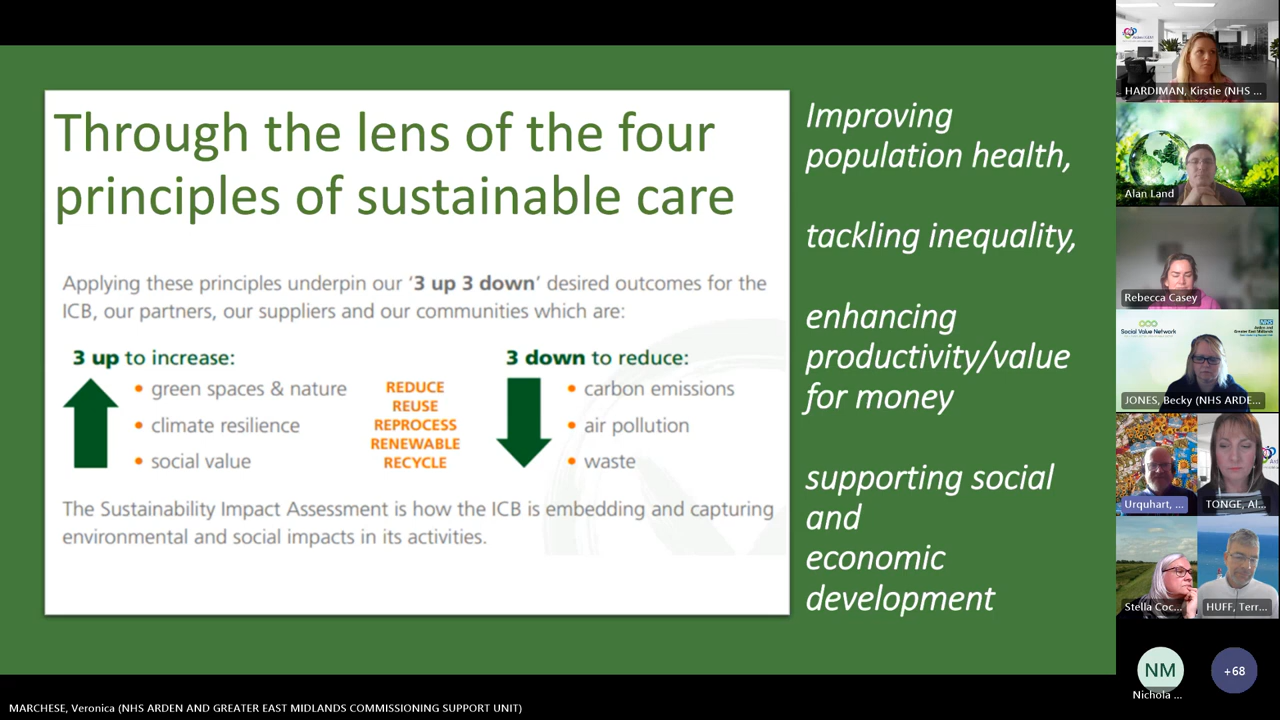 Through the lens of the four
principles of sustainable care
Applying these principles underpin our ‘3 up 3 down’ desired outcomes for the
ICB, our partners, our suppliers and our communities which are:
3 up to increase:
• green spaces & nature
• climate resilience
• social value
REDUCE
REUSE
REPROCESS
RENEWABLE
RECYCLE
3 down to reduce:
• carbon emissions
• air pollution
• waste
The Sustainability Impact Assessment is how the ICB is embedding and capturing
environmental and social impacts in its activities.
Improving
population health,
tackling inequality,
enhancing
productivity/value
for money
supporting social
and
economic
development
HARDIMAN, Kirstie (NHS ...
Alan Land
Rebecca Casey
Social Value Network
NHS
JONES, Becky (NHS ARDE...
Urquhart, ...
TONGE, Al...
Stella Coc...
HUFF, Terr...
NM
Nichola ...
+68
MARCHESE, Veronica (NHS ARDEN AND GREATER EAST MIDLANDS COMMISSIONING SUPPORT UNIT)